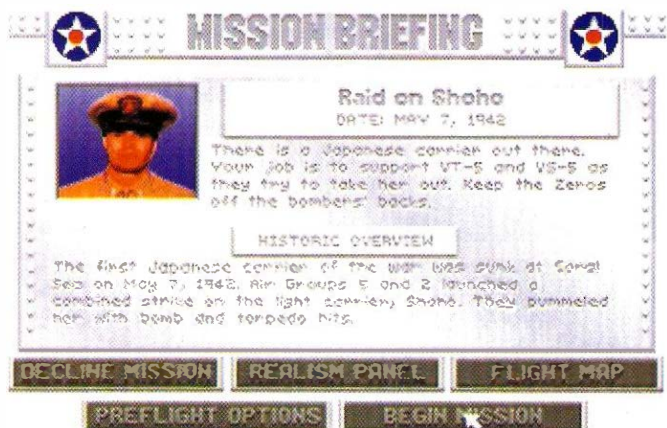 MISSION BRIEFING
Raid on Shoho
DATE: MAY 7, 1942
There is a Japanese carrier out there.
Your job is to support VT-5 and VS-5 as
they try to take her out. Keep the Zeros
off the bombers' backs.
HISTORIC OVERVIEW
The first Japanese carrier of the war was sunk at Coral
Sea on May 7, 1942. Air Groups 5 and 2 launched a
combined strike on the light carrier, Shoho. They pummeled
her with bomb and torpedo hits.
DECLINE MISSION
REALISM PANEL
FLIGHT MAP
PREFLIGHT OPTIONS
BEGIN MISSION